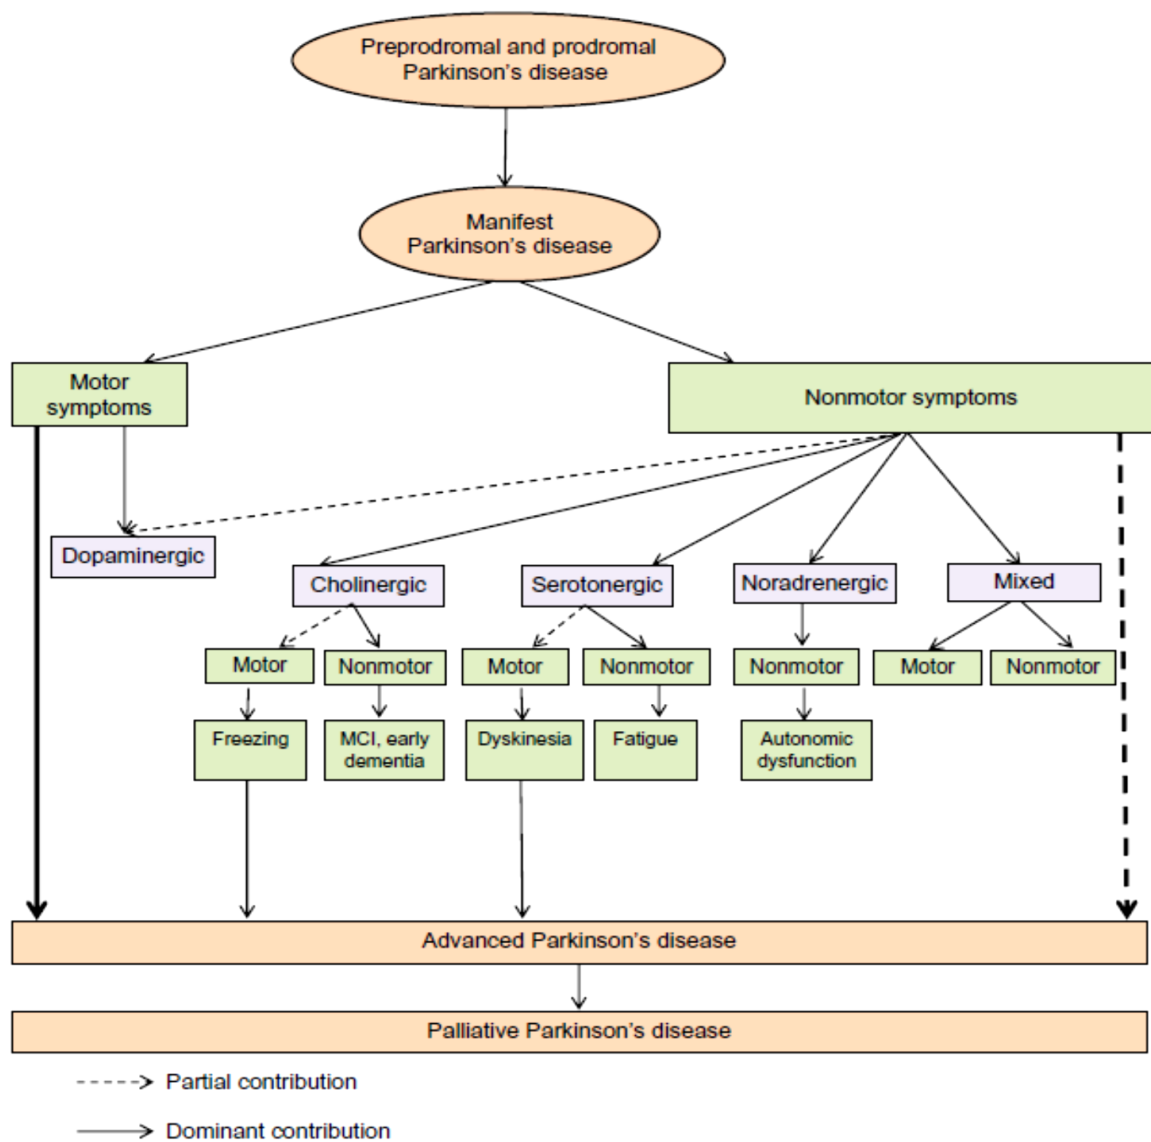 Preprodromal and prodromal
Parkinson's disease
Manifest
Parkinson's disease
Motor
symptoms
Nonmotor symptoms
Dopaminergic
Cholinergic
Serotonergic
Noradrenergic
Mixed
Motor
Nonmotor
Motor
Nonmotor
Nonmotor
Motor
Nonmotor
Freezing
MCI, early
dementia
Dyskinesia
Fatigue
Autonomic
dysfunction
Advanced Parkinson's disease
Palliative Parkinson's disease
Partial contribution
Dominant contribution